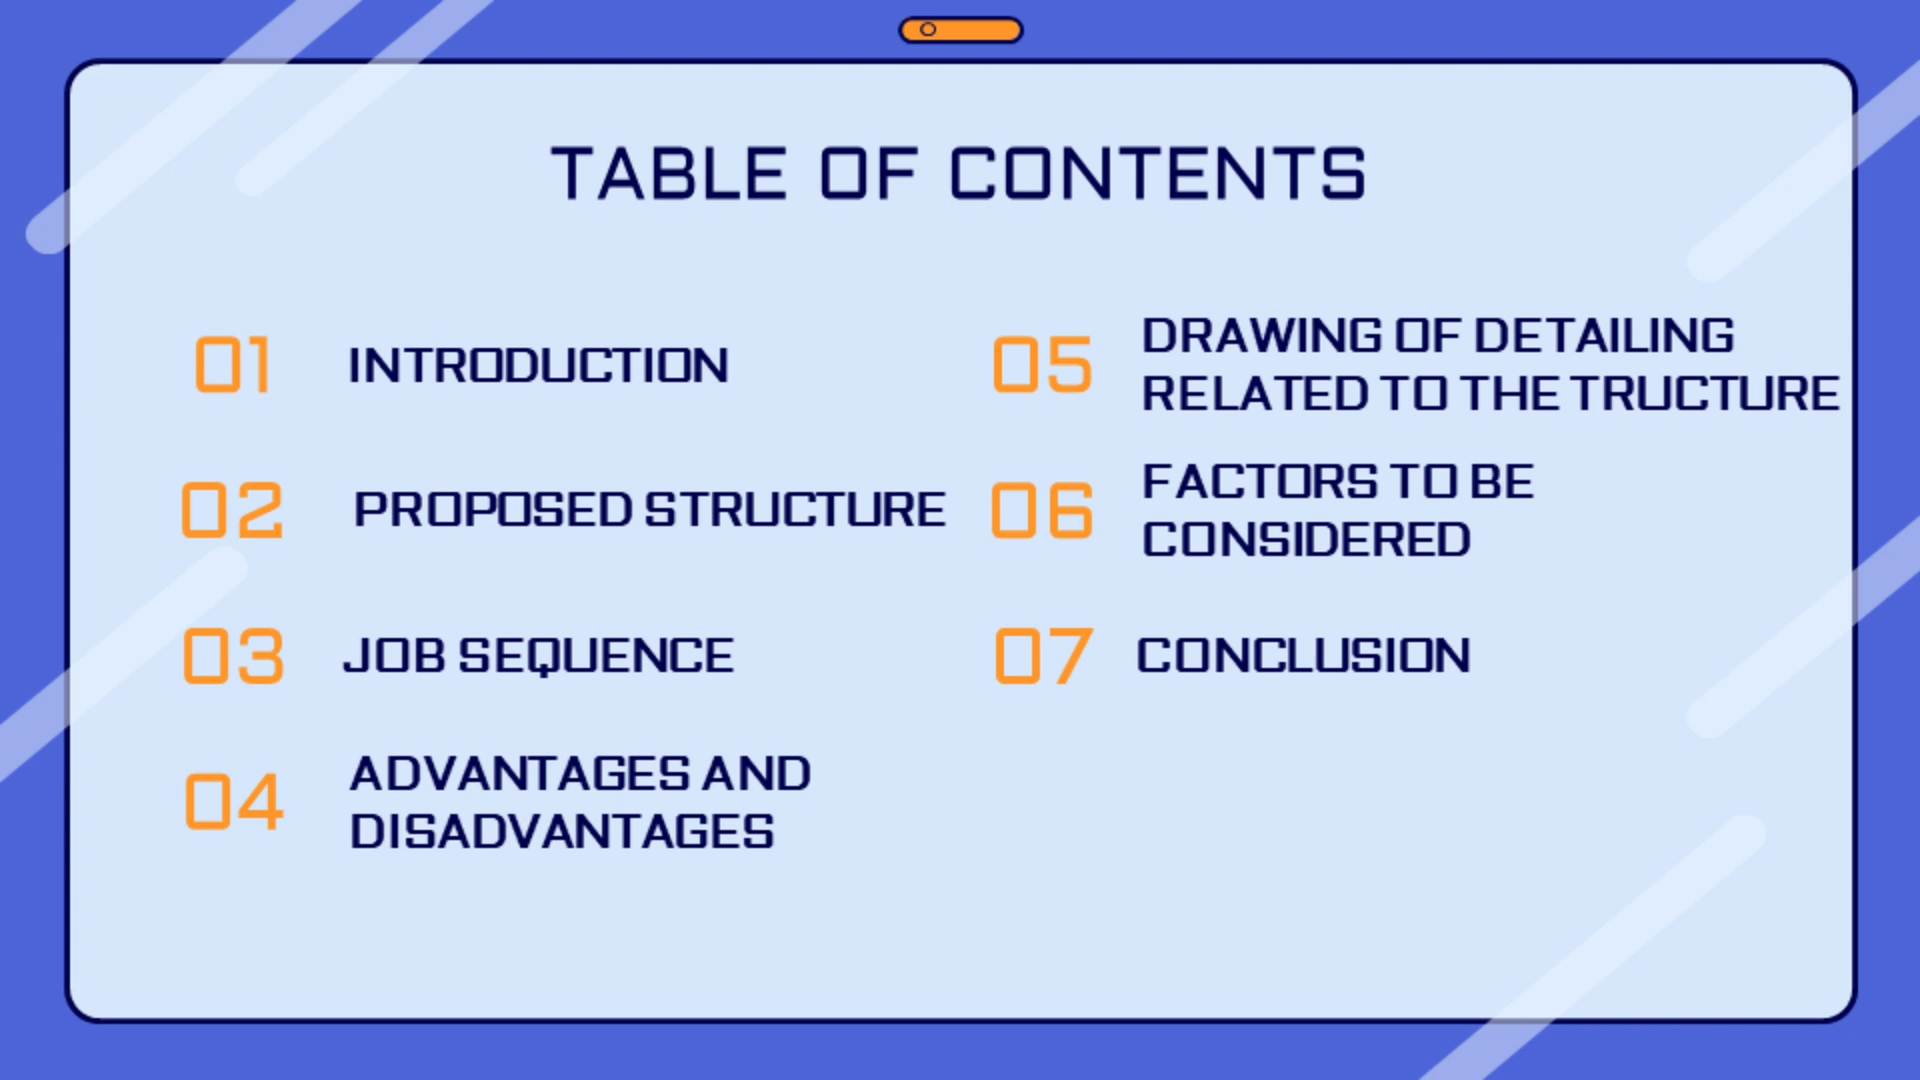 TABLE OF CONTENTS
01 INTRODUCTION
02 PROPOSED STRUCTURE
03 JOB SEQUENCE
04 ADVANTAGES AND
DISADVANTAGES
05 DRAWING OF DETAILING
RELATED TO THE TRUCTURE
06 FACTORS TO BE
CONSIDERED
07 CONCLUSION